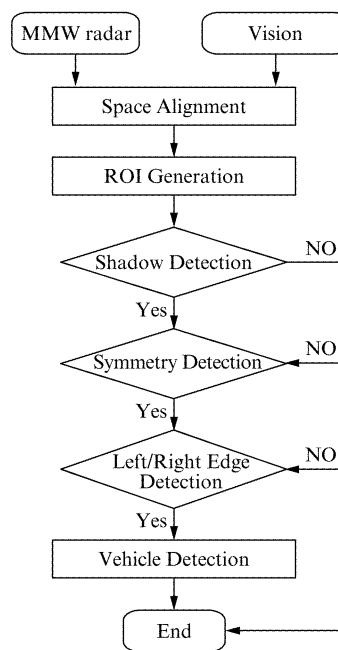 MMW radar
Vision
Space Alignment
ROI Generation
Shadow Detection
NO
Yes
Symmetry Detection
NO
Yes
Left/Right Edge
Detection
NO
Yes
Vehicle Detection
End